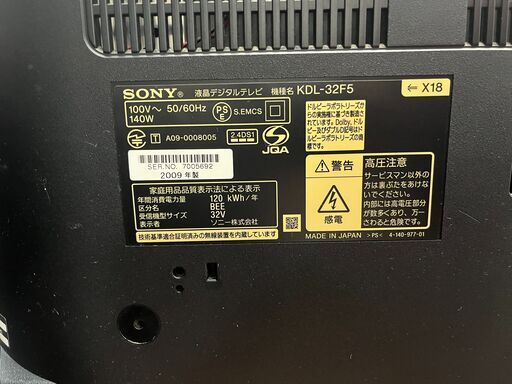 SONY® 液晶デジタルテレビ 機種名 KDL-32F5
⇐ X18
100V～ 50/60Hz
140W
PS
E
S.EMCS
T A09-0008005
2.4DS1
S
JQA
SER.NO. 7005692
2009 年製
家庭用品品質表示法による表示
年間消費電力量 120 kWh/年
区分名 BEE
受信機型サイズ 32V
表示者 ソニー株式会社
技術基準適合証明済みの無線装置を内蔵しています
ドルビーラボラトリーズか
らの実施権に基づき製造さ
れています。Dolby、ドル
ビー及びダブルD記号はド
ルビーラボラトリーズの商
標です。
警告
感電
高圧注意
サービスマン以外の方
は裏ぶたをあけないで
ください。
内部には高電圧部分
が数多くあり、万一さ
わると危険です。
MADE IN JAPAN >PS< 4-140-977-01